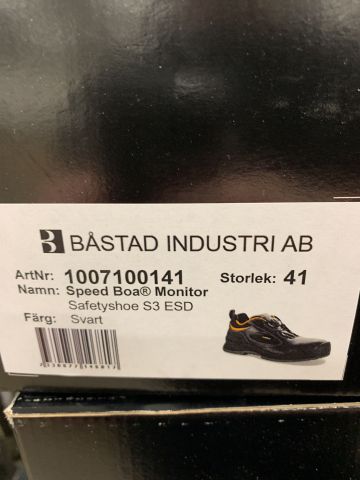 BÅSTAD INDUSTRI AB
ArtNr: 1007100141 Storlek: 41
Namn: Speed Boa® Monitor
Safetyshoe S3 ESD
Färg: Svart